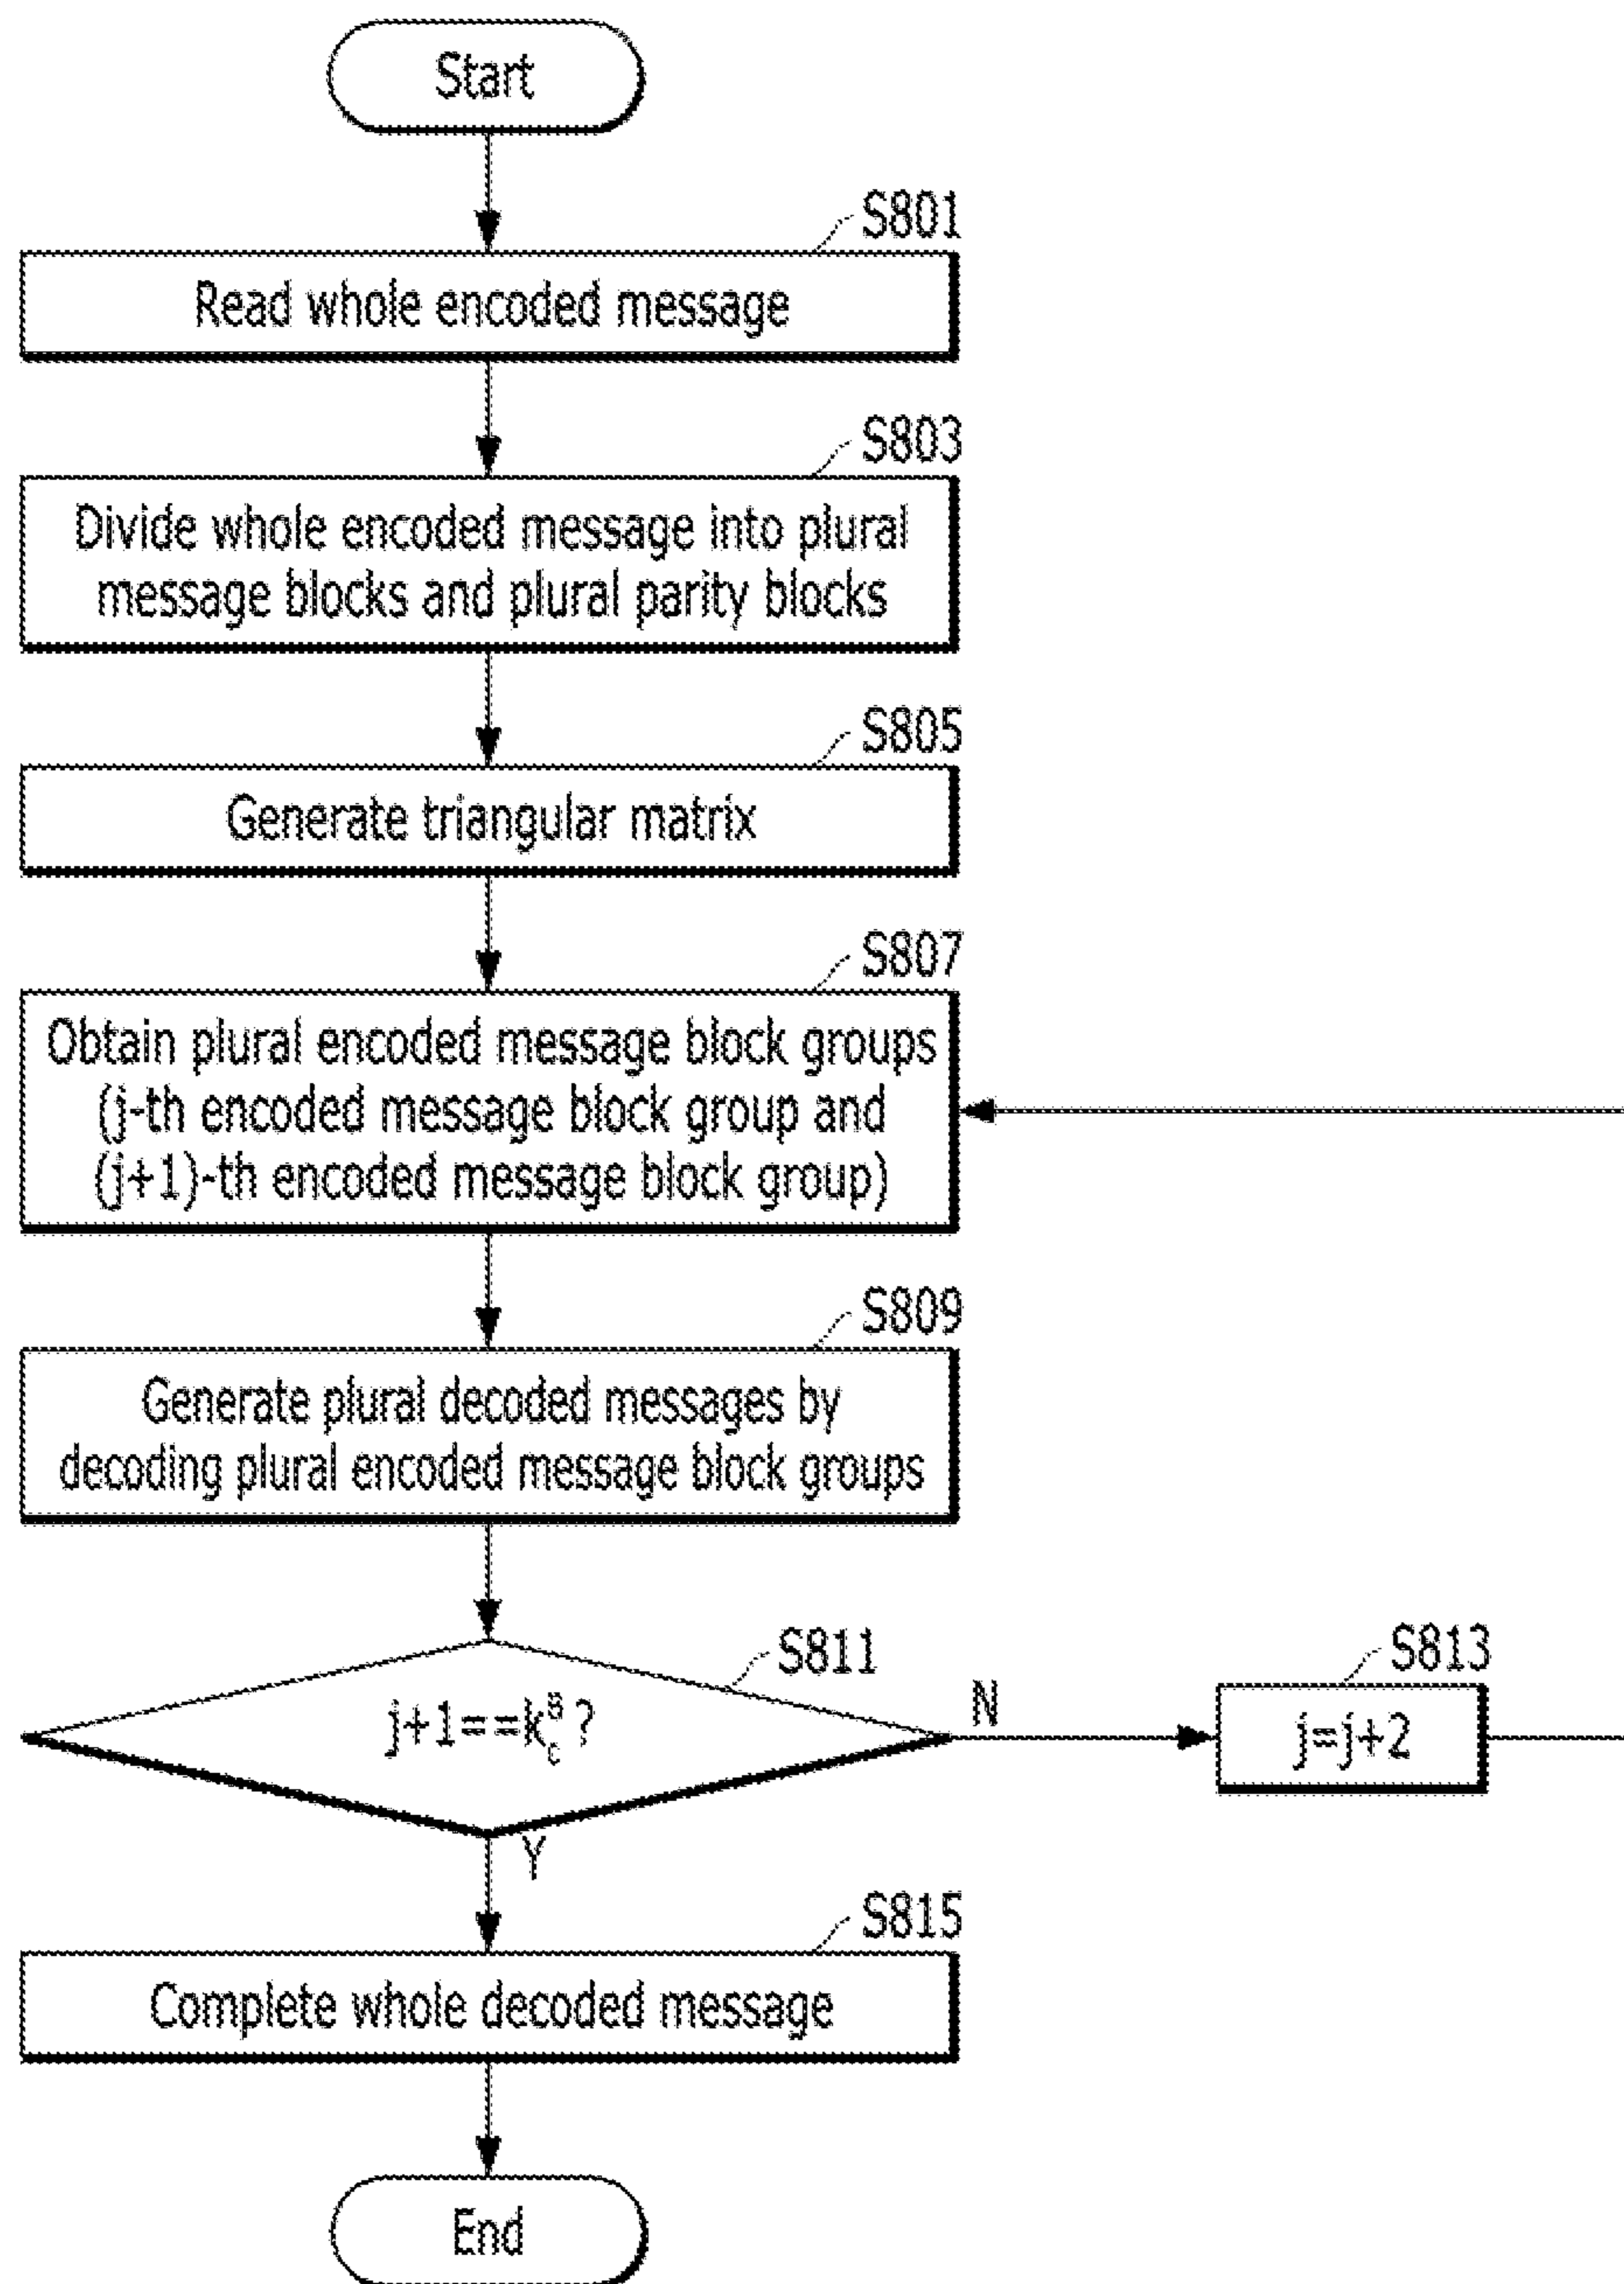 Start
S801
Read whole encoded message
S803
Divide whole encoded message into plural
message blocks and plural parity blocks
S805
Generate triangular matrix
S807
Obtain plural encoded message block groups
(j-th encoded message block group and
(j+1)-th encoded message block group)
S809
Generate plural decoded messages by
decoding plural encoded message block groups
S811
j+1==k_c^B?
N
S813
j=j+2
Y
S815
Complete whole decoded message
End